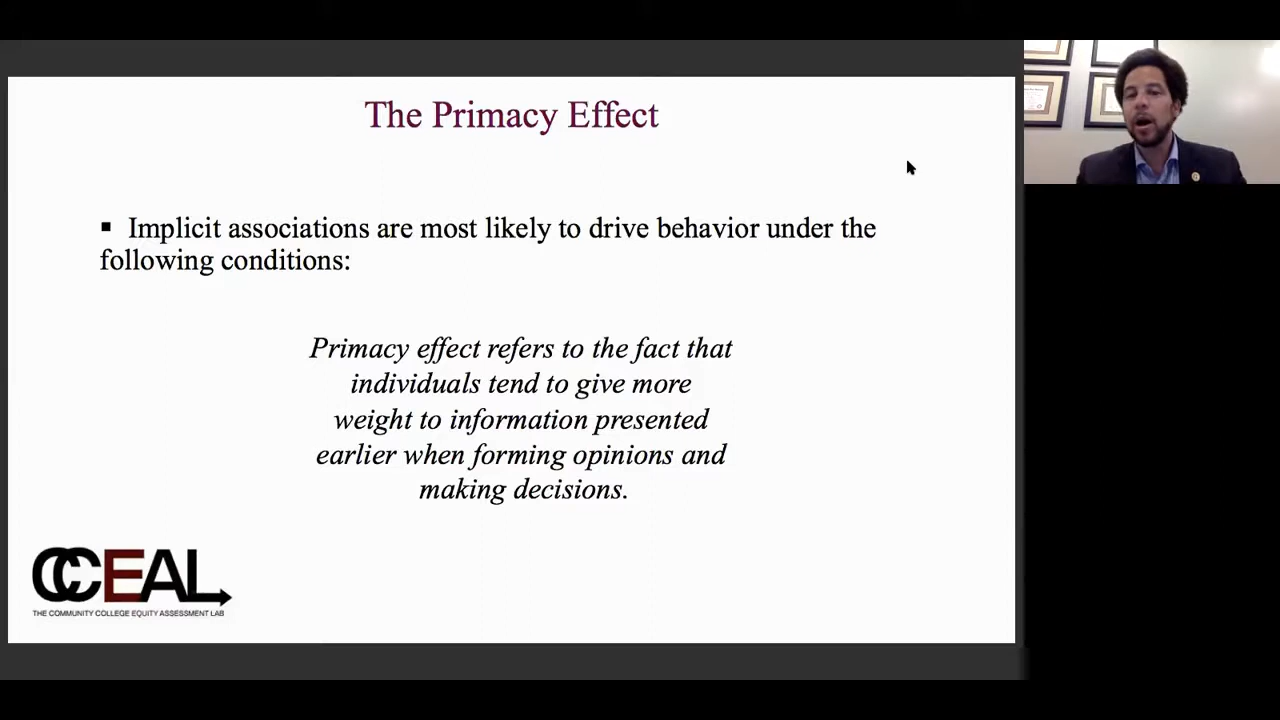 The Primacy Effect
▪ Implicit associations are most likely to drive behavior under the
following conditions:
Primacy effect refers to the fact that
individuals tend to give more
weight to information presented
earlier when forming opinions and
making decisions.
CCEAL
THE COMMUNITY COLLEGE EQUITY ASSESSMENT LAB